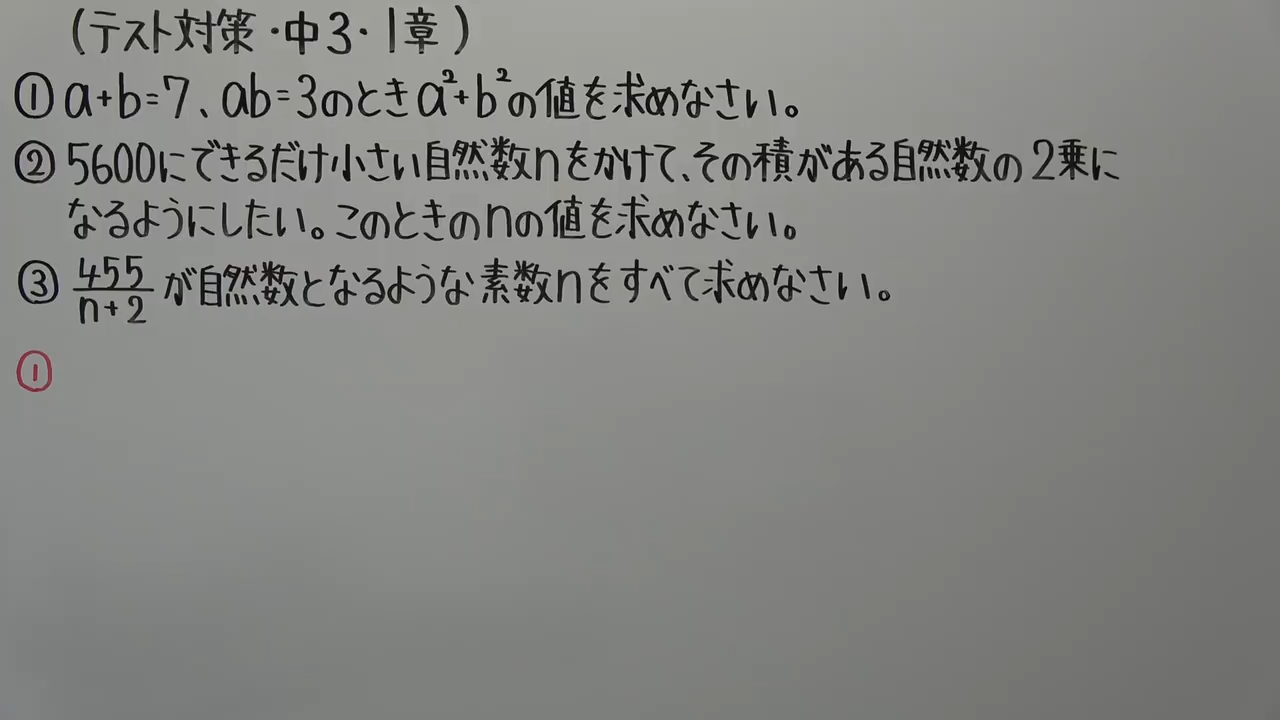 (テスト対策・中3・1章)
① a+b=7、ab=3のときa²+b²の値を求めなさい。
② 5600にできるだけ小さい自然数nをかけて、その積がある自然数の2乗に
なるようにしたい。このときのnの値を求めなさい。
③ 455/n+2 が自然数となるような素数nをすべて求めなさい。
①